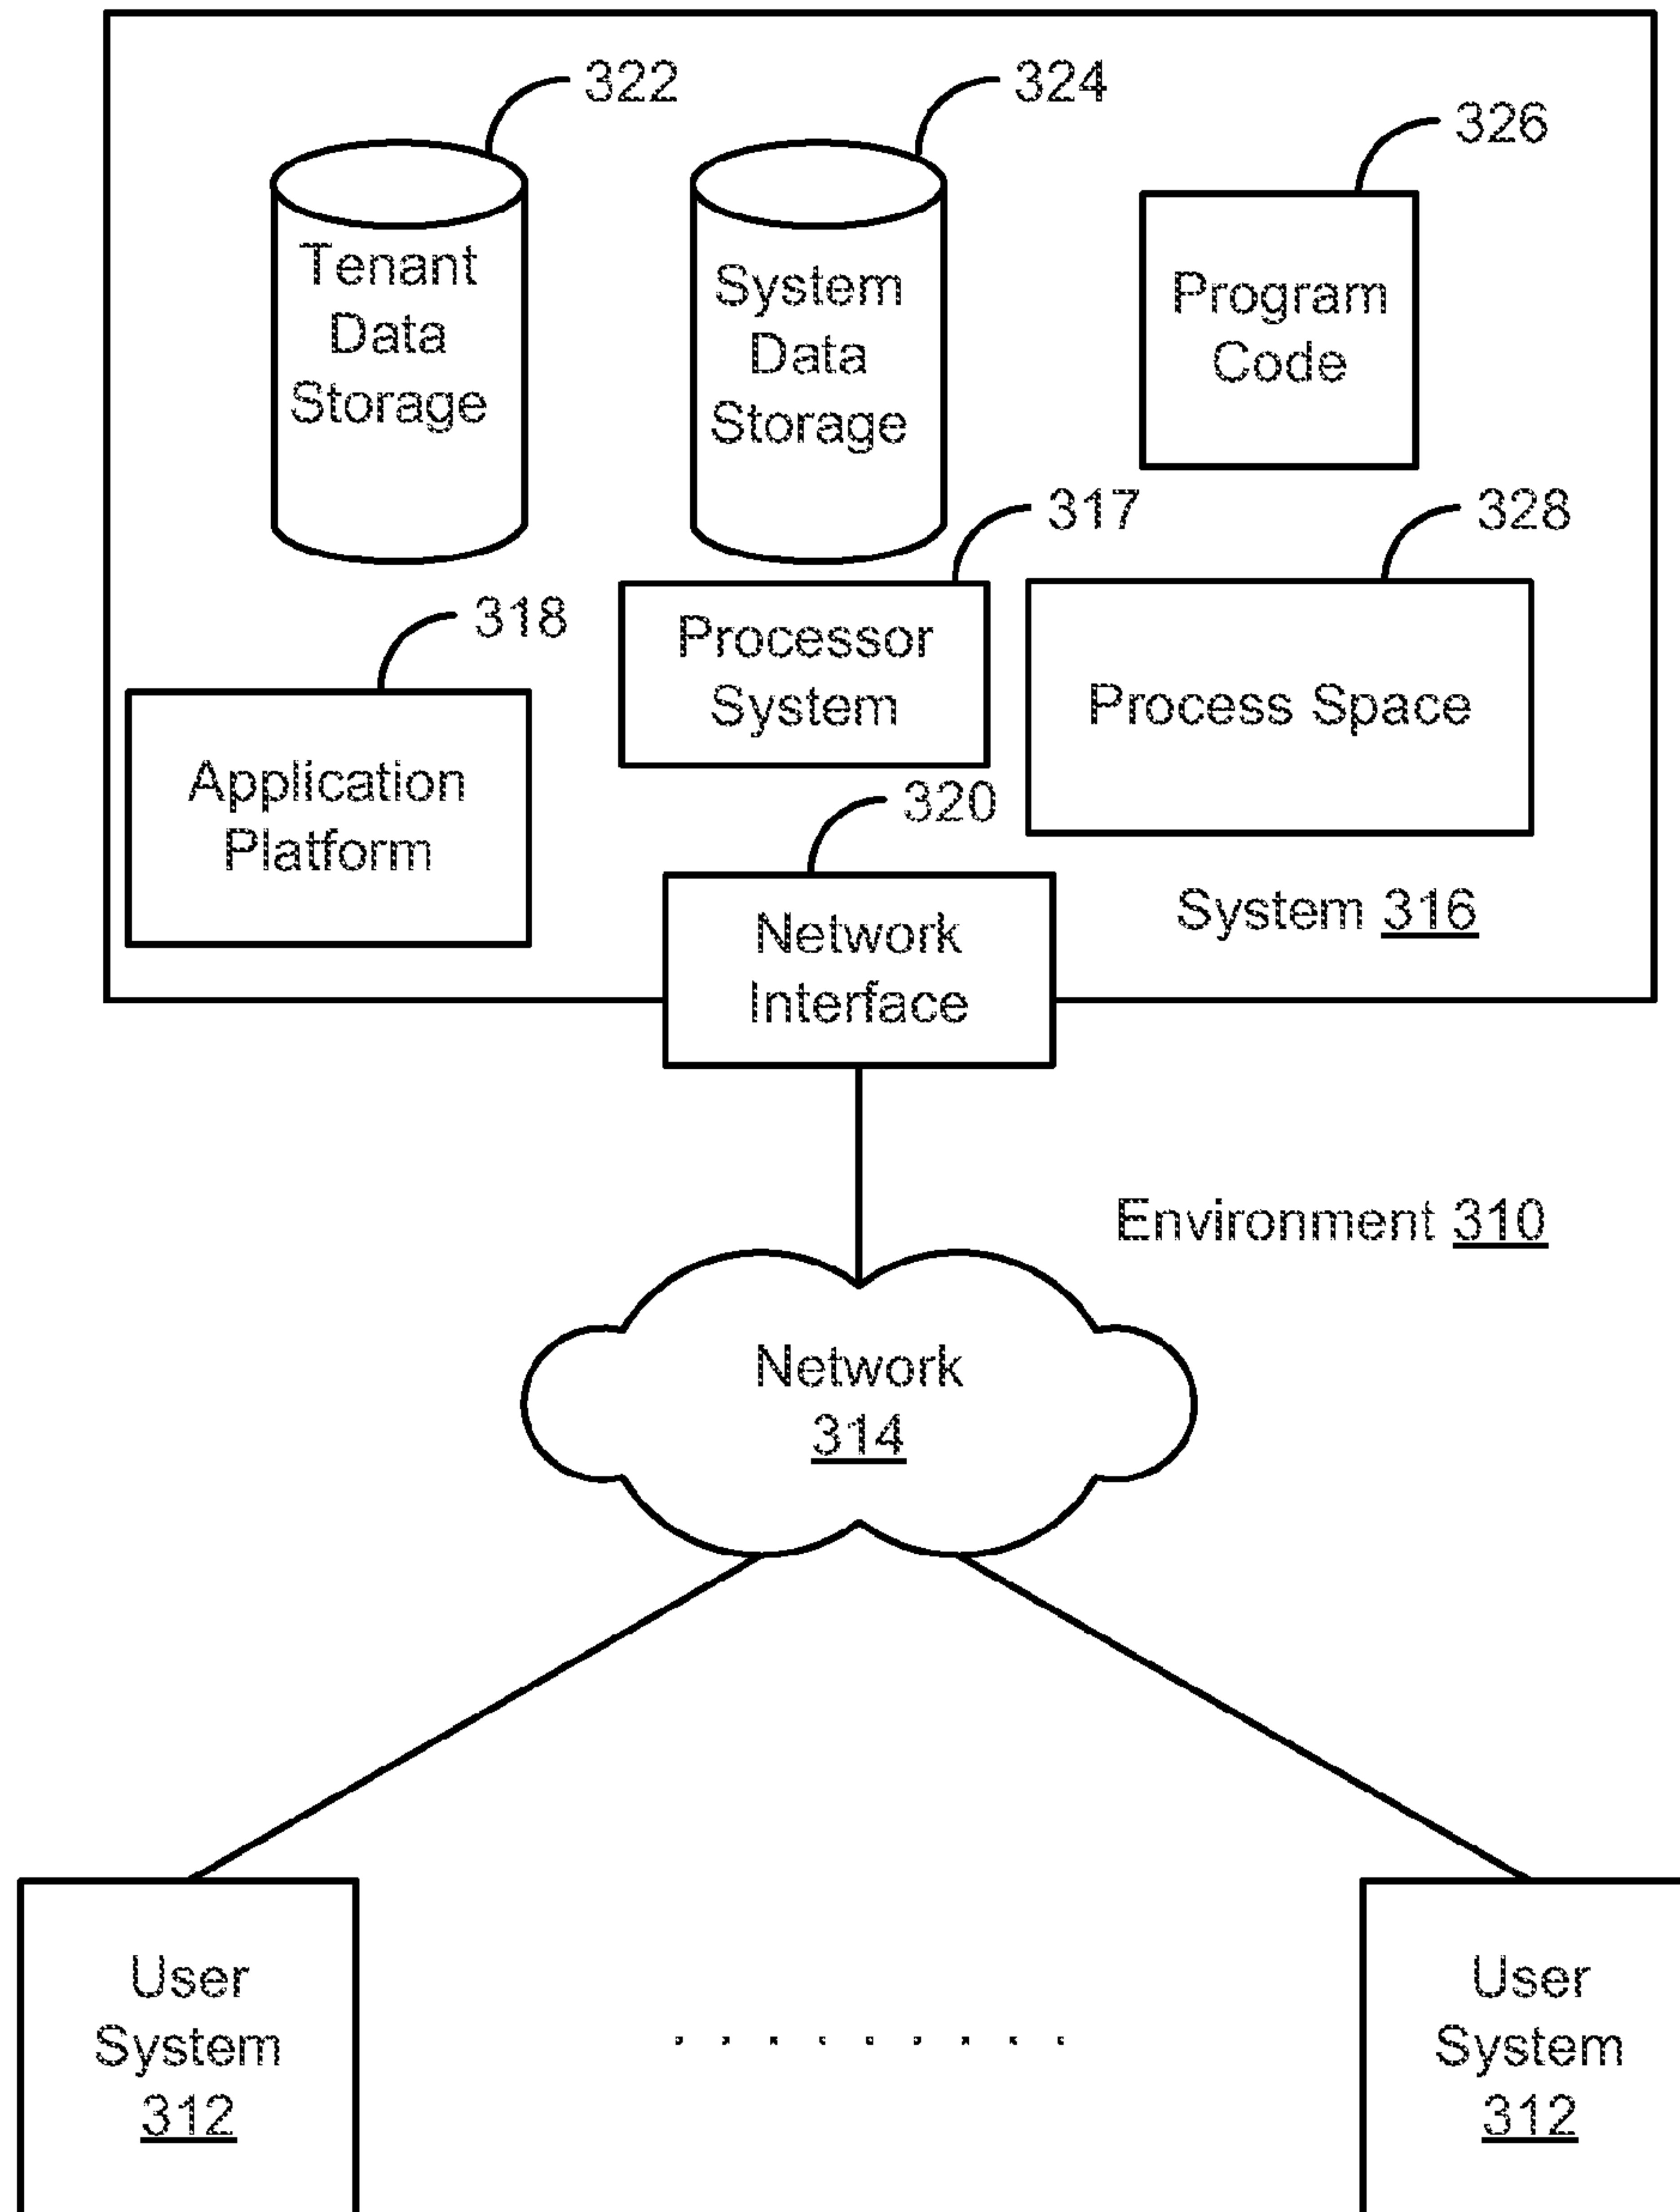 322
324
326
Tenant
Data
Storage
System
Data
Storage
Program
Code
317
328
318
Processor
System
Process Space
Application
Platform
320
Network
Interface
System 316
Environment 310
Network
314
User
System
312
User
System
312